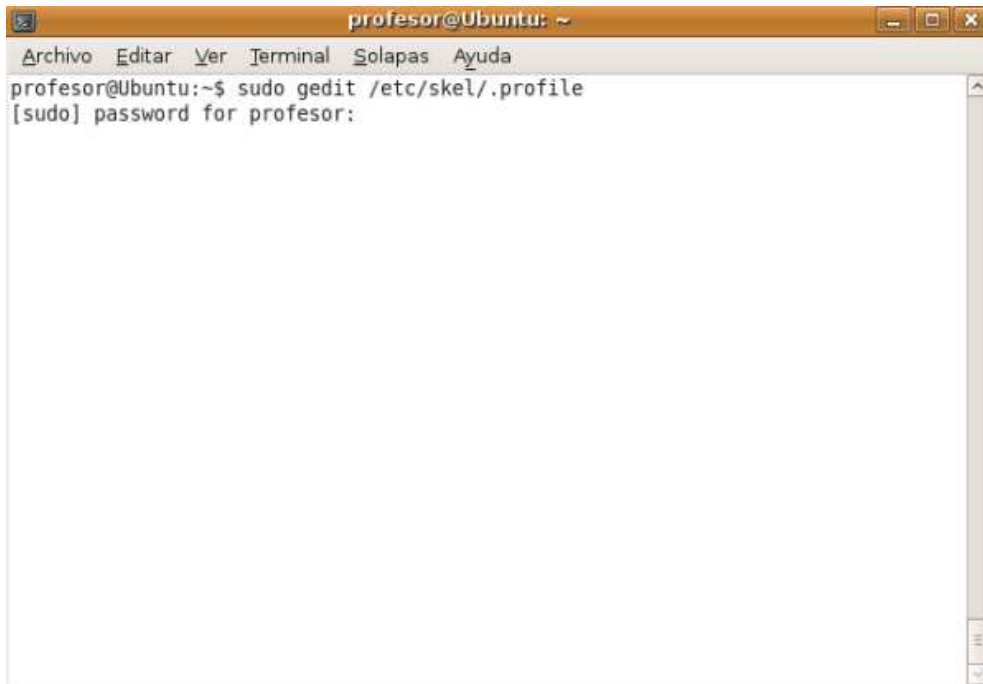 profesor@Ubuntu: ~
Archivo Editar Ver Terminal Solapas Ayuda
profesor@Ubuntu:~$ sudo gedit /etc/skel/.profile
[sudo] password for profesor: